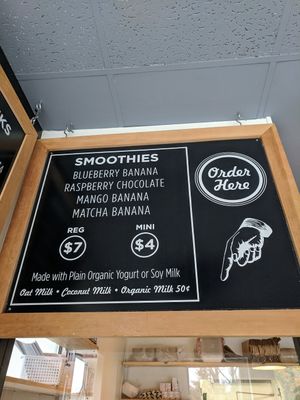 SMOOTHIES
BLUEBERRY BANANA
RASPBERRY CHOCOLATE
MANGO BANANA
MATCHA BANANA
REG MINI
$7 $4
Made with Plain Organic Yogurt or Soy Milk
Oat Milk • Coconut Milk • Organic Milk 50¢
Order
Here
KS